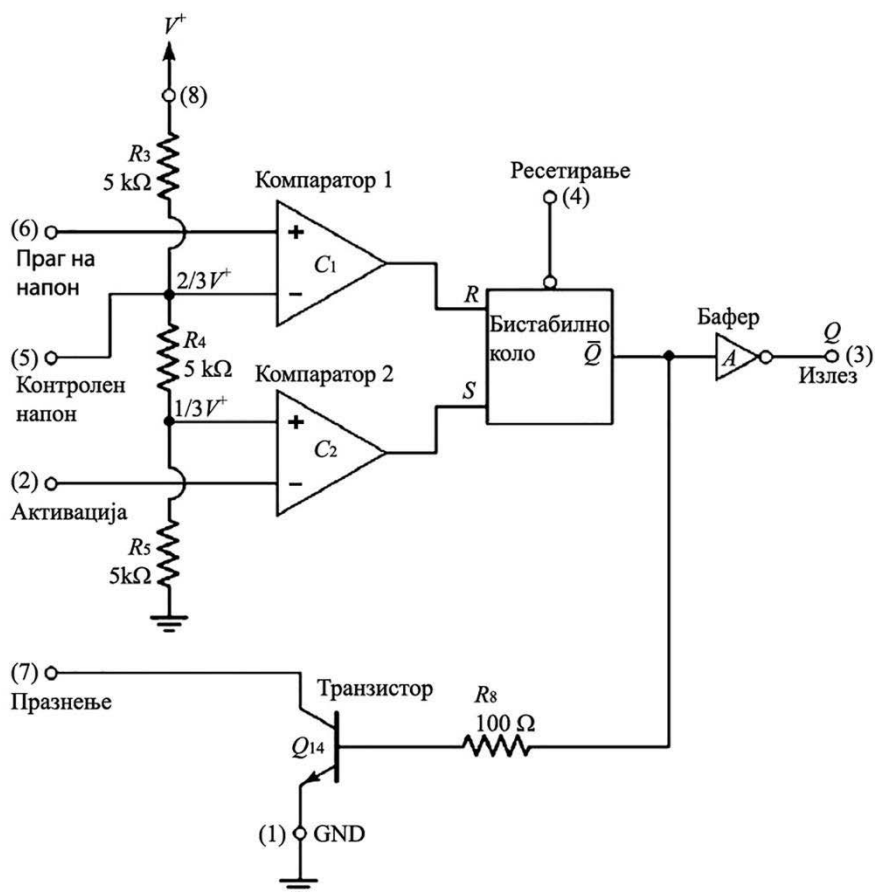 V⁺
(8)
R₃
5 kΩ
Компаратор 1
Ресетирање
(4)
(6)
Праг на
напон
+
C₁
−
2/3V⁺
R
Бистабилно
коло
Q̄
Бафер
A
Q
(3)
Излез
R₄
5 kΩ
(5)
Контролен
напон
Компаратор 2
S
1/3V⁺
+
C₂
−
(2)
Активација
R₅
5kΩ
(7)
Празнење
Транзистор
R₈
100 Ω
Q₁₄
(1)
GND